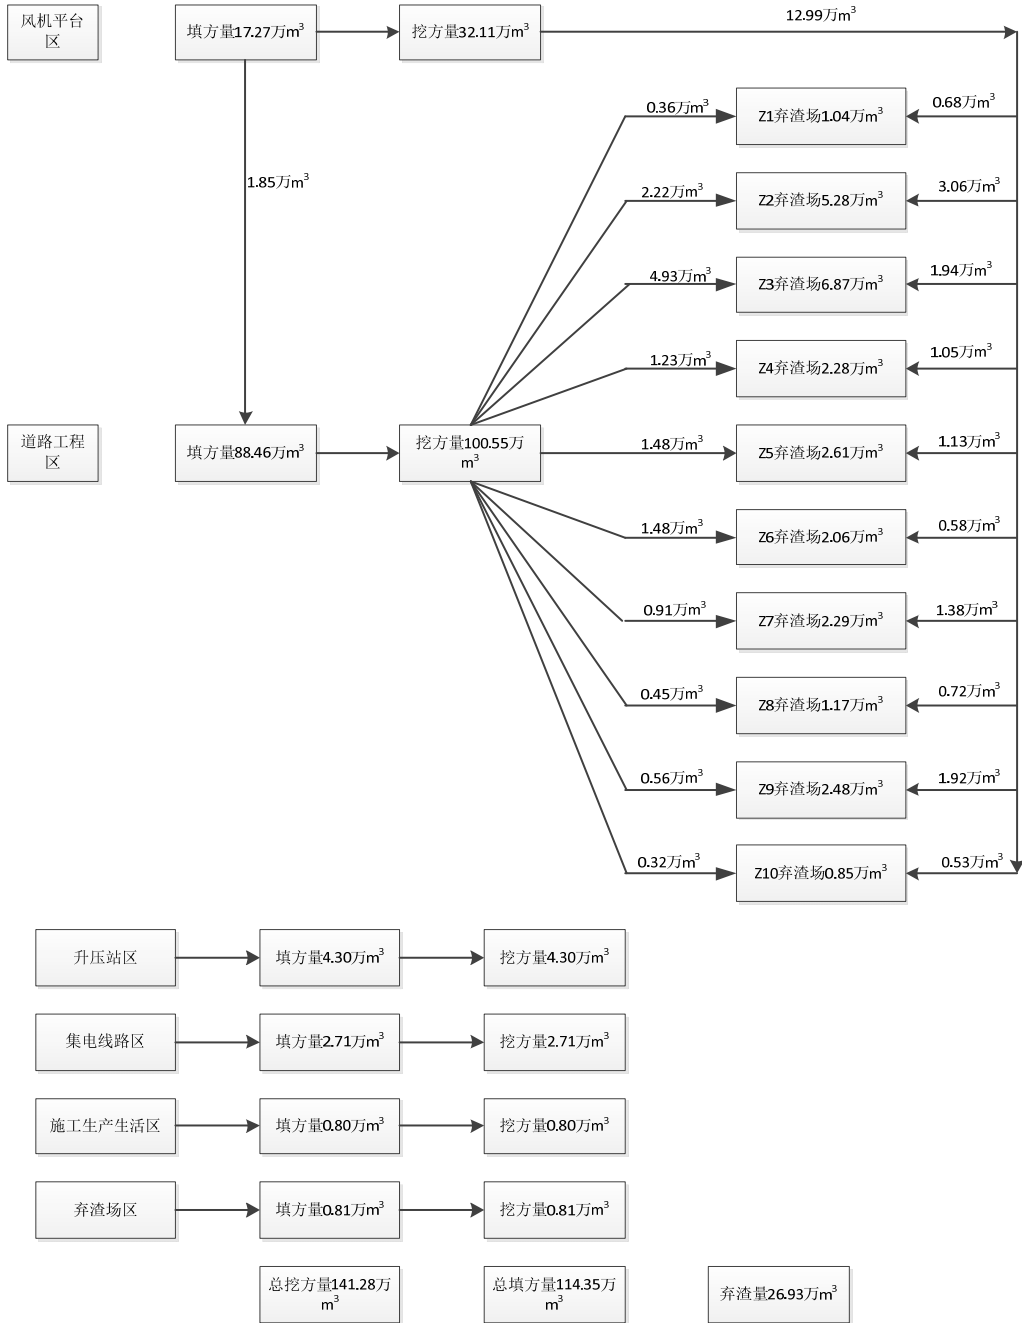 风机平台
区
填方量17.27万m³
挖方量32.11万m³
12.99万m³
0.36万m³
Z1弃渣场1.04万m³
0.68万m³
1.85万m³
2.22万m³
Z2弃渣场5.28万m³
3.06万m³
4.93万m³
Z3弃渣场6.87万m³
1.94万m³
1.23万m³
Z4弃渣场2.28万m³
1.05万m³
道路工程
区
填方量88.46万m³
挖方量100.55万
m³
1.48万m³
Z5弃渣场2.61万m³
1.13万m³
1.48万m³
Z6弃渣场2.06万m³
0.58万m³
0.91万m³
Z7弃渣场2.29万m³
1.38万m³
0.45万m³
Z8弃渣场1.17万m³
0.72万m³
0.56万m³
Z9弃渣场2.48万m³
1.92万m³
0.32万m³
Z10弃渣场0.85万m³
0.53万m³
升压站区
填方量4.30万m³
挖方量4.30万m³
集电线路区
填方量2.71万m³
挖方量2.71万m³
施工生产生活区
填方量0.80万m³
挖方量0.80万m³
弃渣场区
填方量0.81万m³
挖方量0.81万m³
总挖方量141.28万
m³
总填方量114.35万
m³
弃渣量26.93万m³